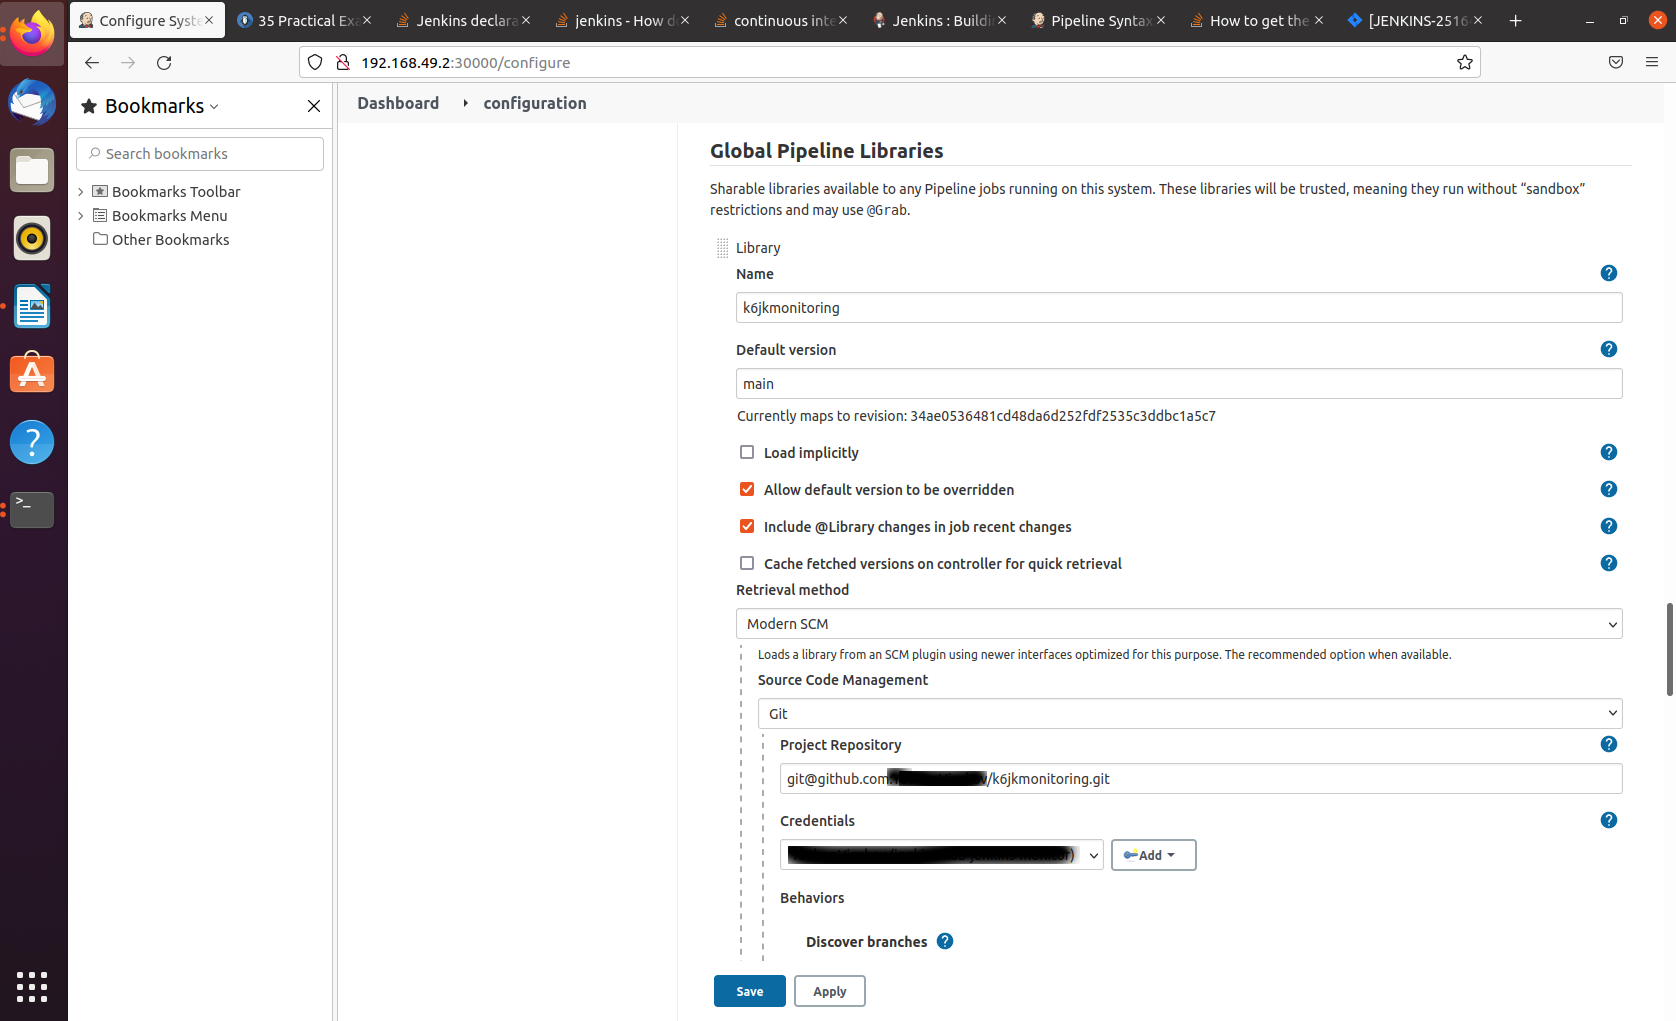 Configure Syste
35 Practical Exa
Jenkins declara
jenkins - How d
continuous inte
Jenkins : Buildi
Pipeline Syntax
How to get the
[JENKINS-2516
192.168.49.2:30000/configure
Bookmarks
Search bookmarks
Bookmarks Toolbar
Bookmarks Menu
Other Bookmarks
Dashboard
configuration
Global Pipeline Libraries
Sharable libraries available to any Pipeline jobs running on this system. These libraries will be trusted, meaning they run without “sandbox”
restrictions and may use @Grab.
Library
Name
k6jkmonitoring
Default version
main
Currently maps to revision: 34ae0536481cd48da6d252fdf2535c3ddbc1a5c7
Load implicitly
Allow default version to be overridden
Include @Library changes in job recent changes
Cache fetched versions on controller for quick retrieval
Retrieval method
Modern SCM
Loads a library from an SCM plugin using newer interfaces optimized for this purpose. The recommended option when available.
Source Code Management
Git
Project Repository
git@github.com /k6jkmonitoring.git
Credentials
Add
Behaviors
Discover branches
Save
Apply